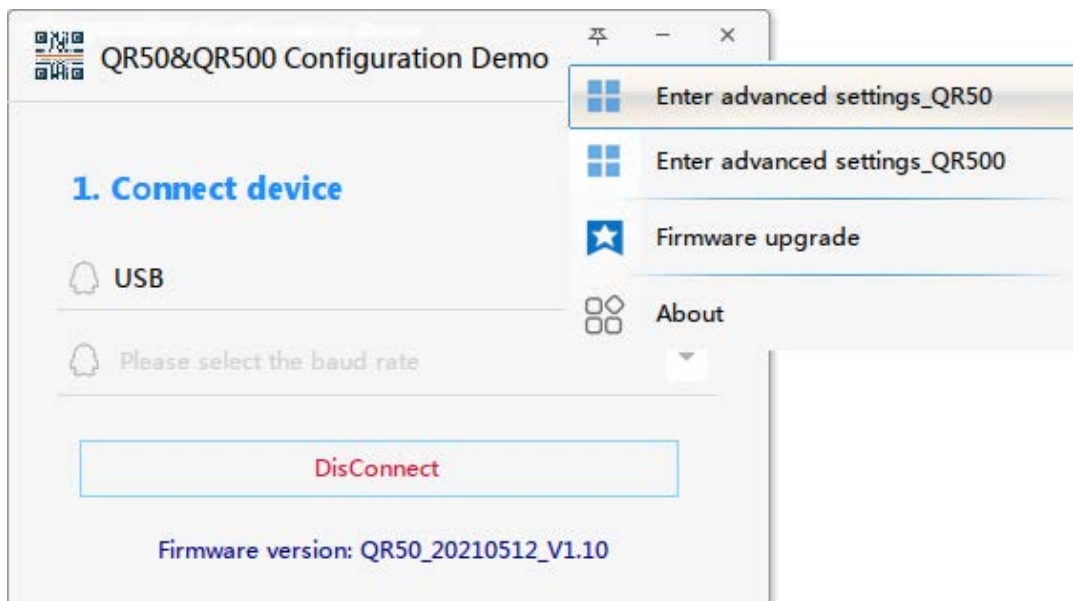 QR50&QR500 Configuration Demo
Enter advanced settings_QR50
Enter advanced settings_QR500
1. Connect device
Firmware upgrade
USB
About
Please select the baud rate
DisConnect
Firmware version: QR50_20210512_V1.10